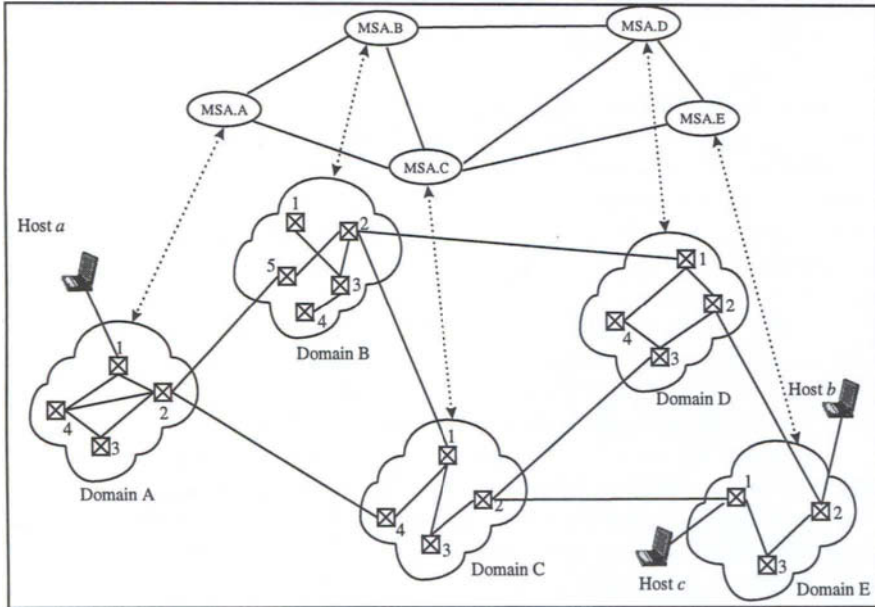 MSA.B
MSA.D
MSA.A
MSA.E
MSA.C
Host a
1
2
5
3
4
Domain B
1
2
4
3
Domain D
1
2
4
3
Domain A
Host b
1
2
4
3
Domain C
1
2
3
Host c
Domain E